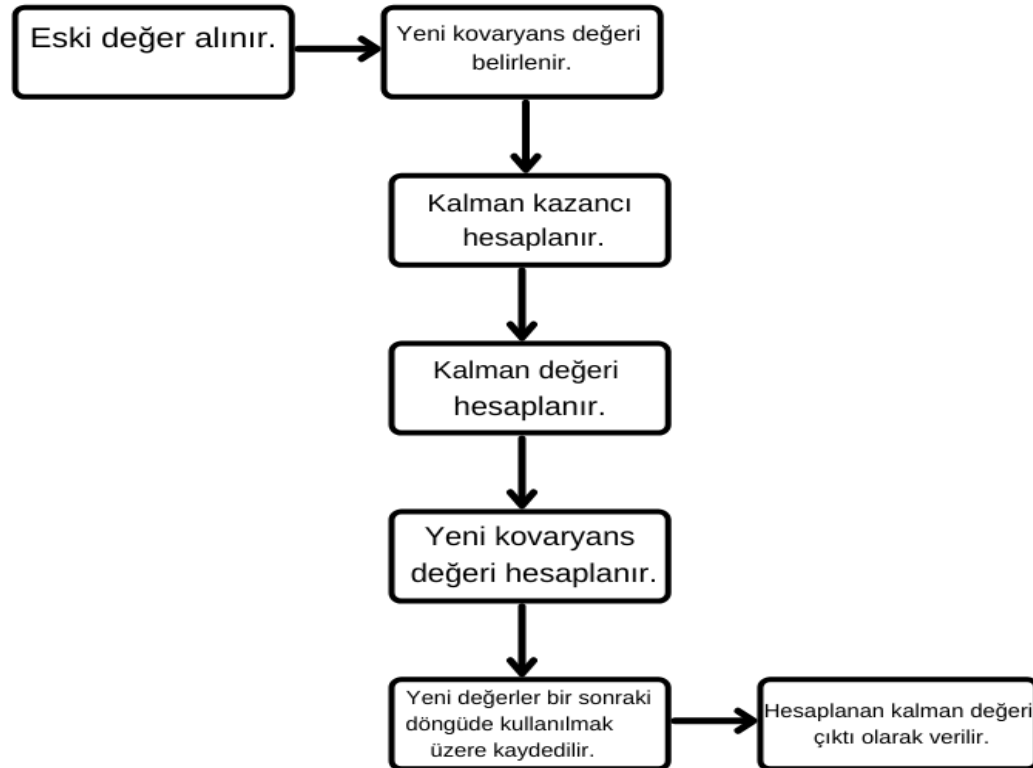 Eski değer alınır.
Yeni kovaryans değeri
belirlenir.
Kalman kazancı
hesaplanır.
Kalman değeri
hesaplanır.
Yeni kovaryans
değeri hesaplanır.
Yeni değerler bir sonraki
döngüde kullanılmak
üzere kaydedilir.
Hesaplanan kalman değeri
çıktı olarak verilir.